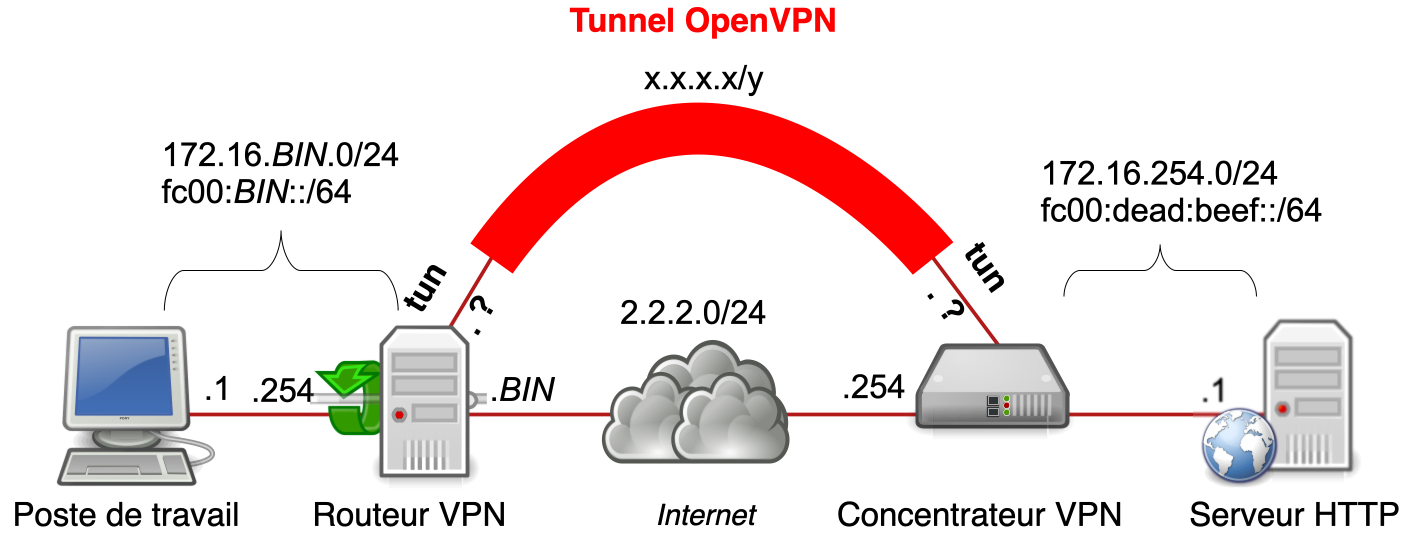 Tunnel OpenVPN
x.x.x.x/y
172.16.BIN.0/24
fc00:BIN::/64
172.16.254.0/24
fc00:dead:beef::/64
tun
. ?
tun
. ?
2.2.2.0/24
.1
.254
.BIN
.254
.1
Poste de travail
Routeur VPN
Internet
Concentrateur VPN
Serveur HTTP